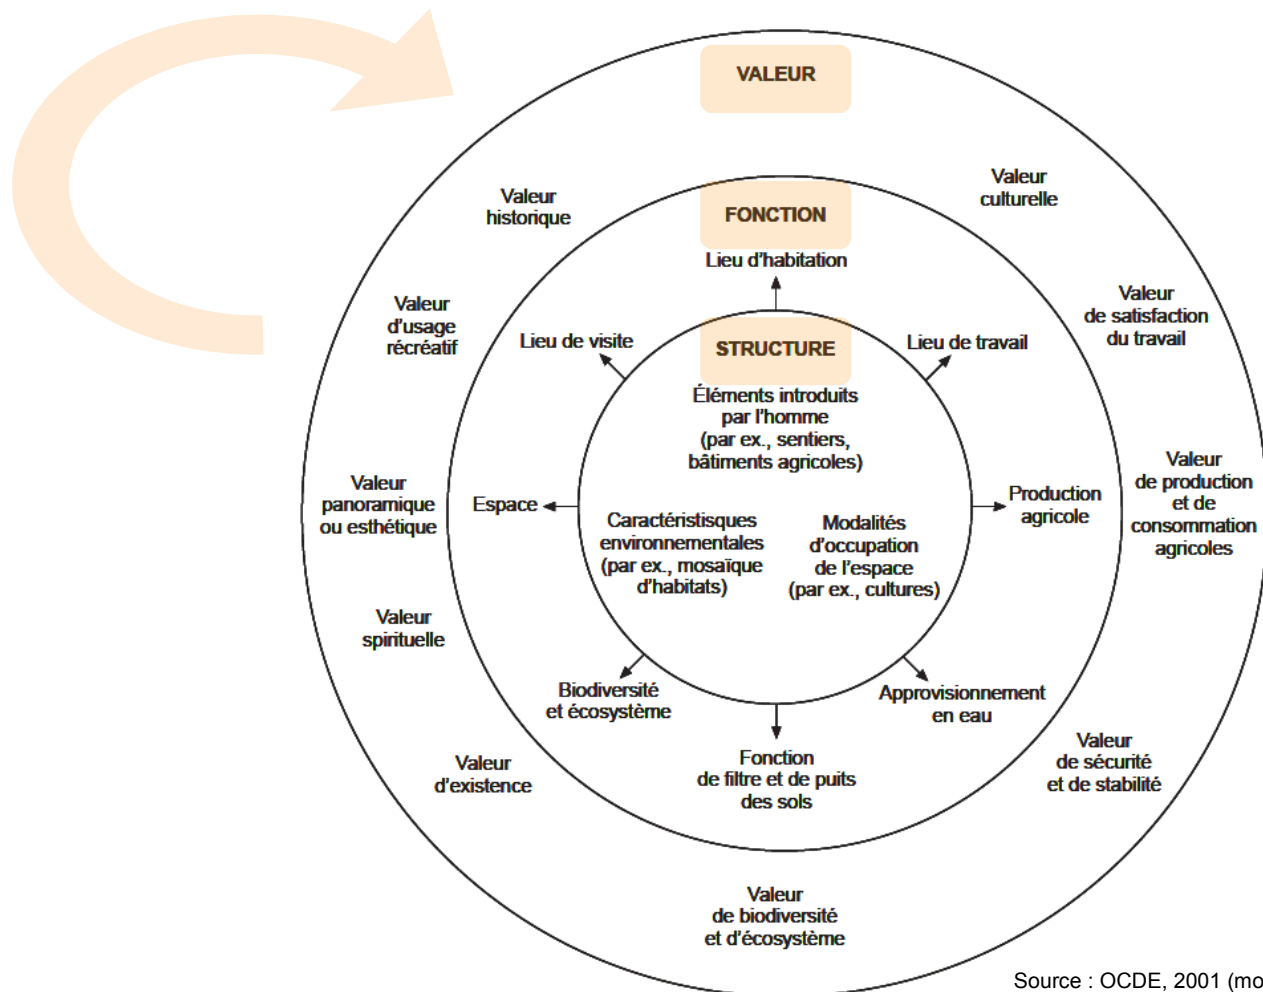 VALEUR
Valeur
historique
Valeur
culturelle
FONCTION
Lieu d'habitation
Valeur
d'usage
récréatif
Valeur
de satisfaction
du travail
Lieu de visite
Lieu de travail
STRUCTURE
Éléments introduits
par l'homme
(par ex., sentiers,
bâtiments agricoles)
Valeur
panoramique
ou esthétique
Espace
Caractéristisques
environnementales
(par ex., mosaïque
d'habitats)
Modalités
d'occupation
de l'espace
(par ex., cultures)
Production
agricole
Valeur
de production
et de
consommation
agricoles
Valeur
spirituelle
Biodiversité
et écosystème
Approvisionnement
en eau
Fonction
de filtre et de puits
des sols
Valeur
d'existence
Valeur
de sécurité
et de stabilité
Valeur
de biodiversité
et d'écosystème
Source : OCDE, 2001 (mo